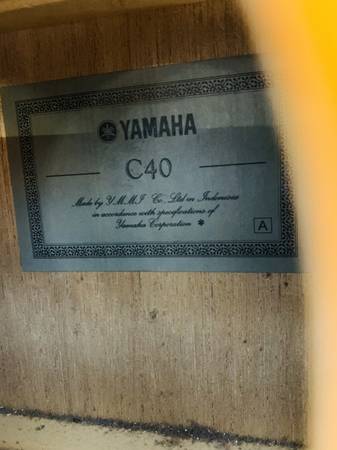 YAMAHA
C40
Made by Y.M.M.I Co., Ltd in Indonesia
in accordance with specifications of
Yamaha Corporation *
A